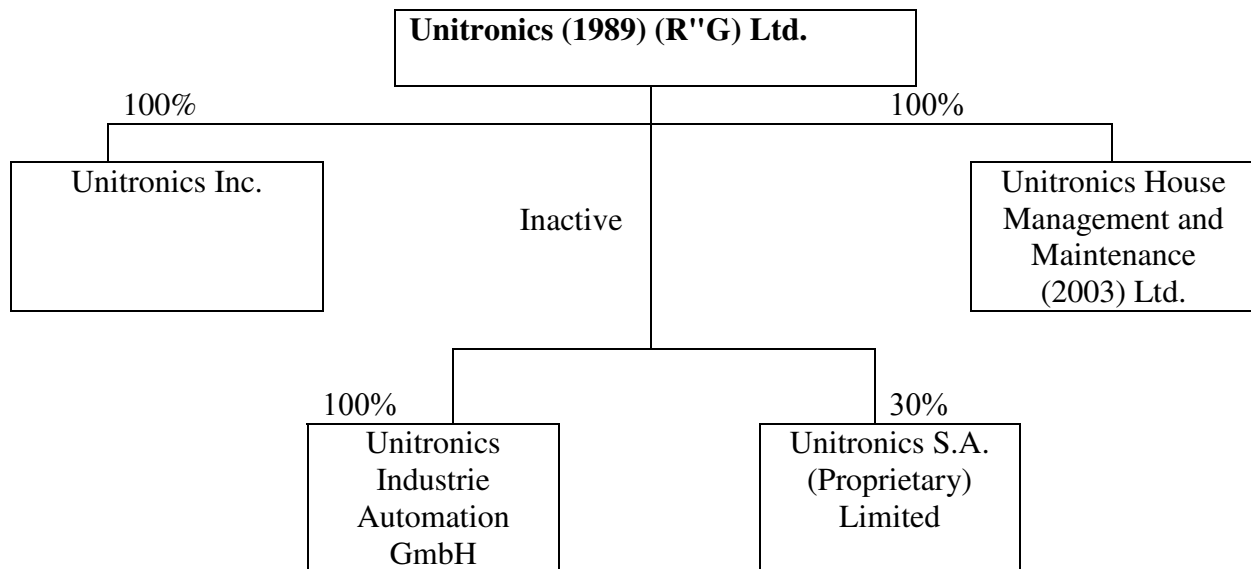 Unitronics (1989) (R"G) Ltd.
100%
100%
Unitronics Inc.
Unitronics House
Management and
Maintenance
(2003) Ltd.
Inactive
100%
30%
Unitronics
Industrie
Automation
GmbH
Unitronics S.A.
(Proprietary)
Limited